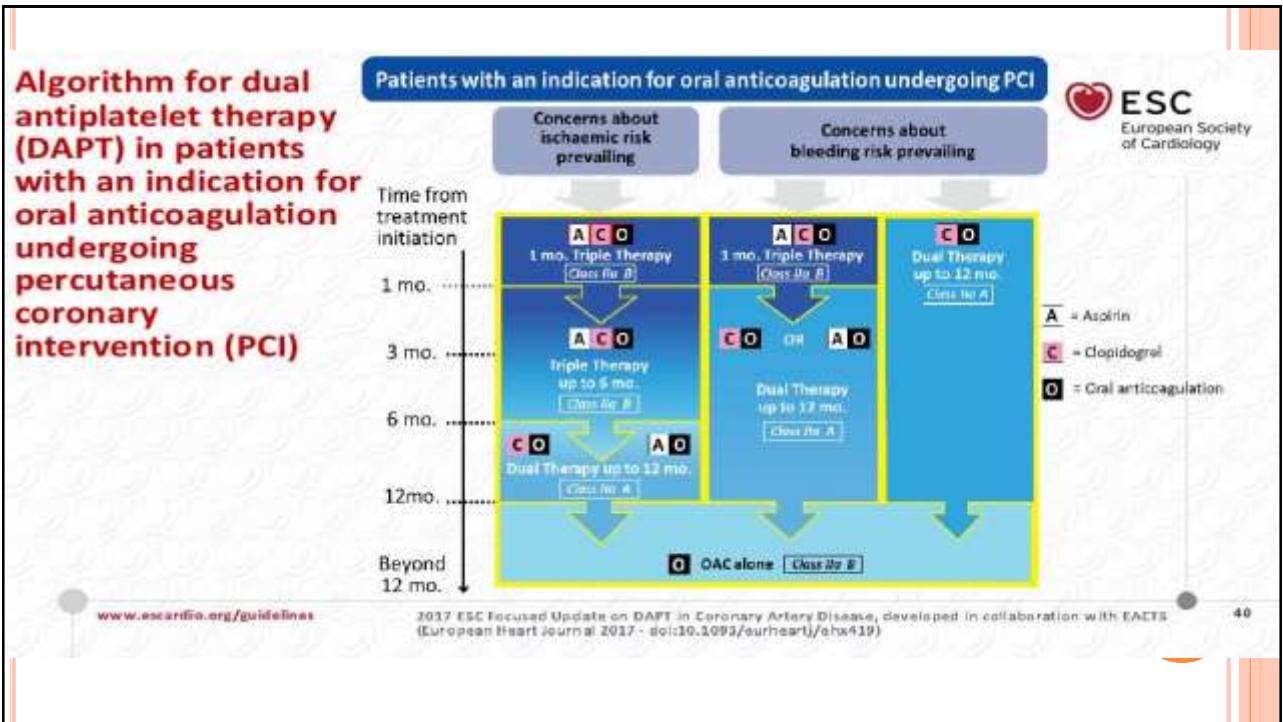 Algorithm for dual
antiplatelet therapy
(DAPT) in patients
with an indication for
oral anticoagulation
undergoing
percutaneous
coronary
intervention (PCI)
Patients with an indication for oral anticoagulation undergoing PCI
ESC
European Society
of Cardiology
Concerns about
ischaemic risk
prevailing
Concerns about
bleeding risk prevailing
Time from
treatment
initiation
1 mo.
3 mo.
6 mo.
12mo.
Beyond
12 mo.
A C O
1 mo. Triple Therapy
Class IIa B
A C O
Triple Therapy
up to 6 mo.
Class IIa B
C O
A O
Dual Therapy up to 12 mo.
Class IIa A
A C O
1 mo. Triple Therapy
Class IIa B
C O OR A O
Dual Therapy
up to 12 mo.
Class IIa A
C O
Dual Therapy
up to 12 mo.
Class IIa A
O OAC alone Class IIa B
A = Aspirin
C = Clopidogrel
O = Oral anticoagulation
www.escardio.org/guidelines
2017 ESC Focused Update on DAPT in Coronary Artery Disease, developed in collaboration with EACTS
(European Heart Journal 2017 - doi:10.1093/eurheartj/ehx419)
40